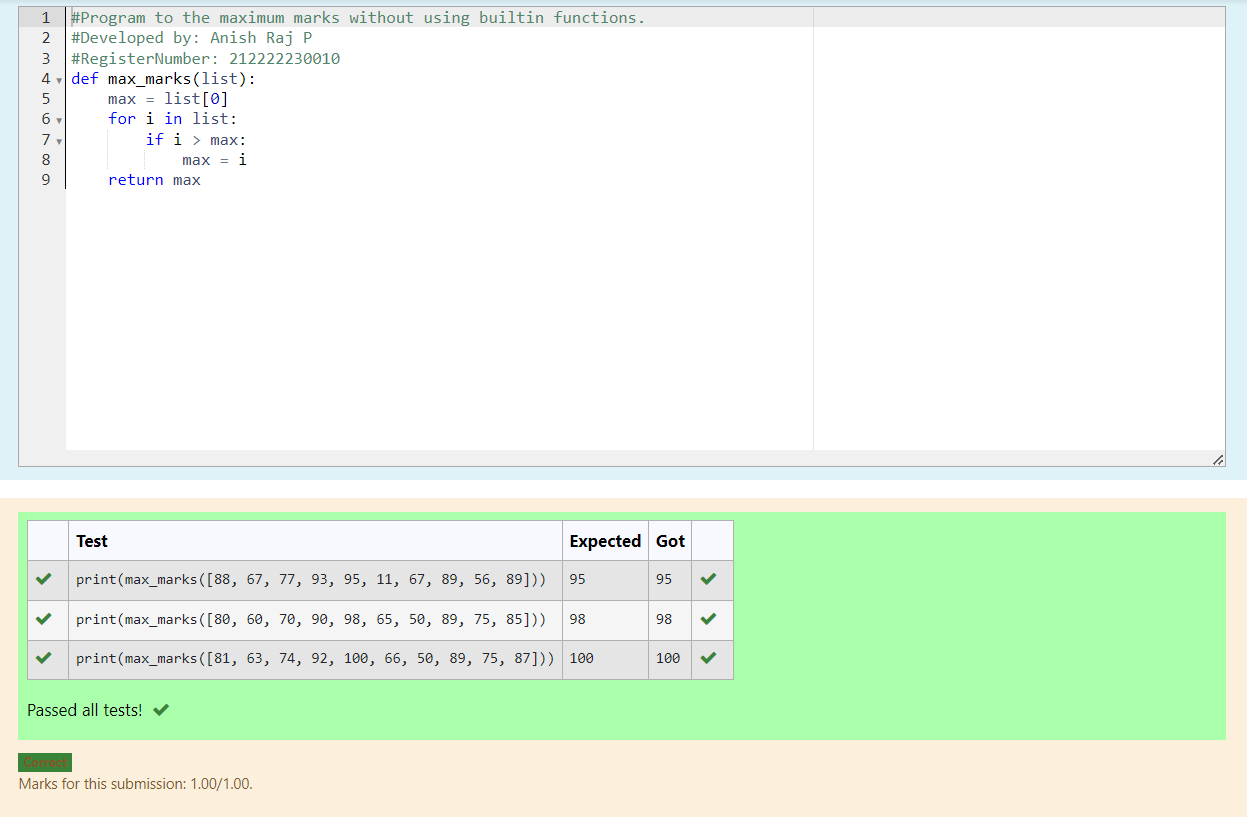 1 #Program to the maximum marks without using builtin functions.
2 #Developed by: Anish Raj P
3 #RegisterNumber: 212222230010
4 def max_marks(list):
5     max = list[0]
6     for i in list:
7         if i > max:
8             max = i
9     return max
Test Expected Got
print(max_marks([88, 67, 77, 93, 95, 11, 67, 89, 56, 89])) 95 95
print(max_marks([80, 60, 70, 90, 98, 65, 50, 89, 75, 85])) 98 98
print(max_marks([81, 63, 74, 92, 100, 66, 50, 89, 75, 87])) 100 100
Passed all tests!
Correct
Marks for this submission: 1.00/1.00.